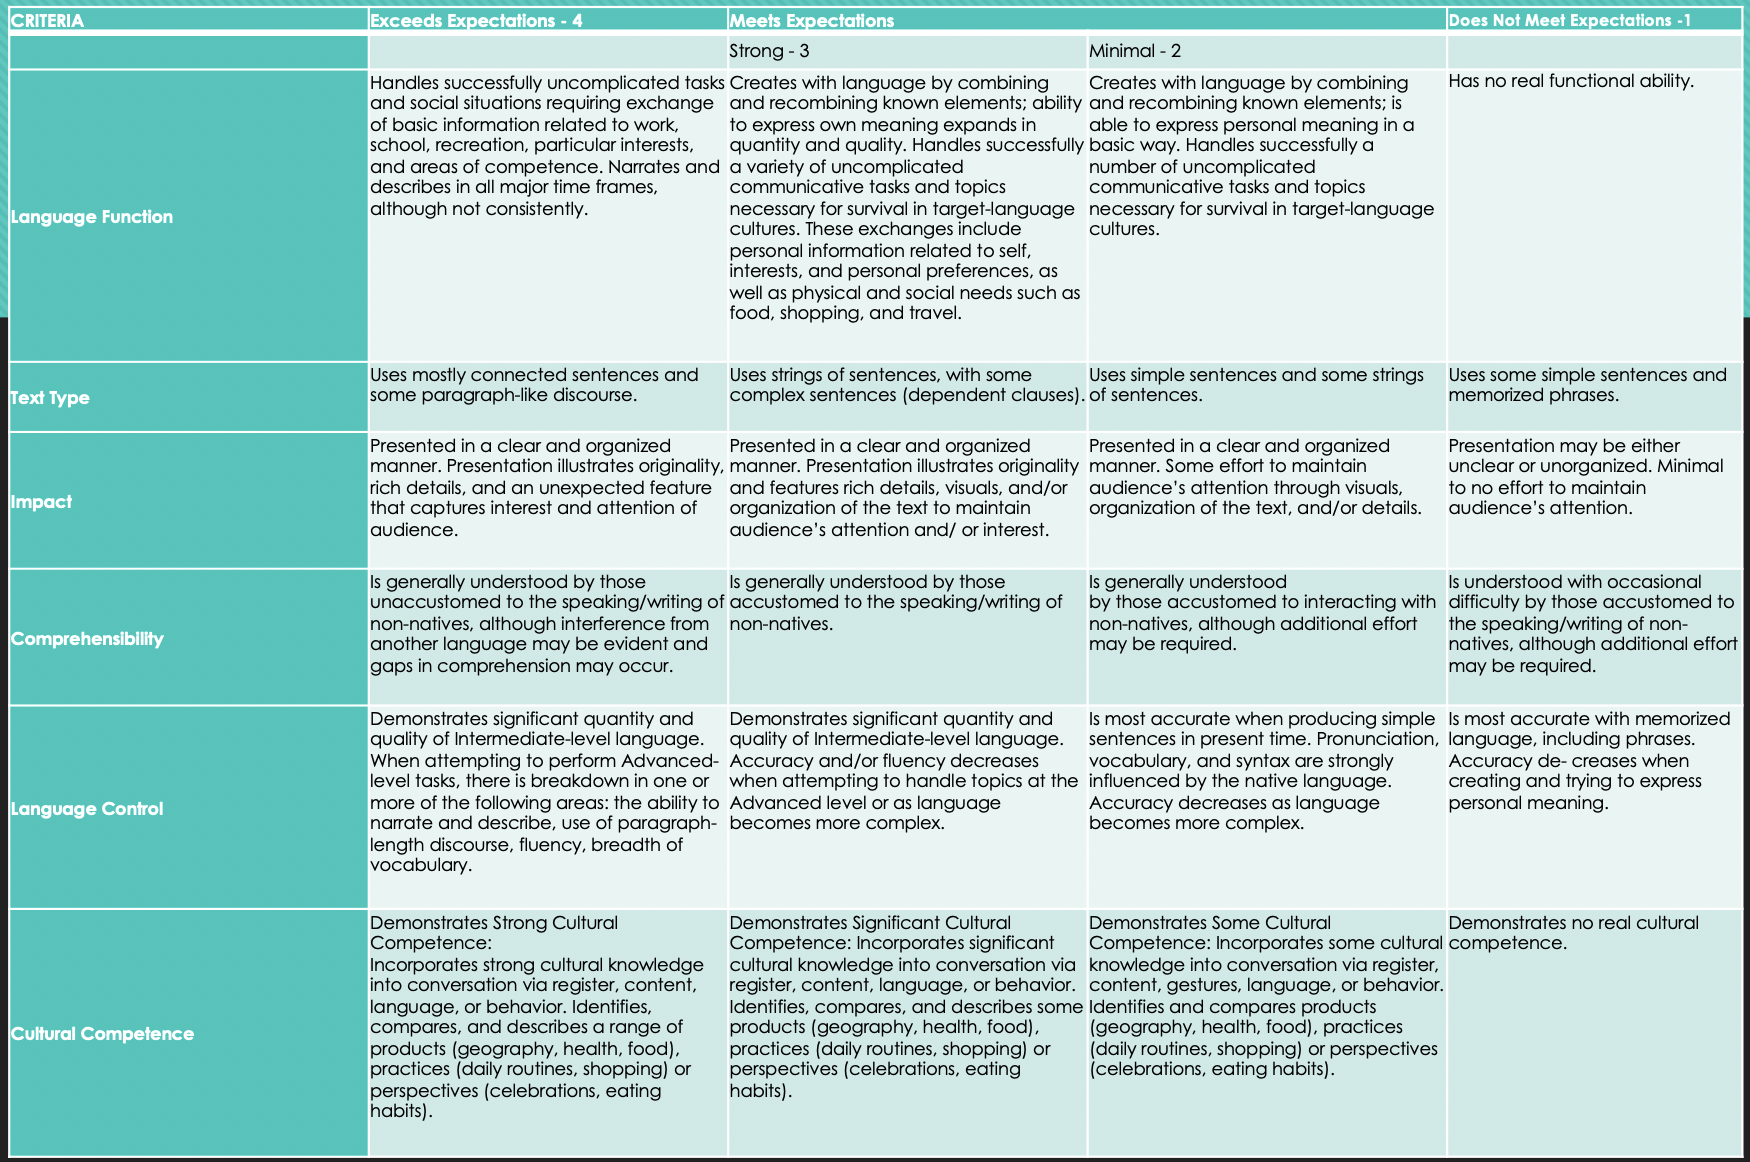 CRITERIA
Exceeds Expectations - 4
Meets Expectations
Does Not Meet Expectations -1
Strong - 3
Minimal - 2
Language Function
Handles successfully uncomplicated tasks
and social situations requiring exchange
of basic information related to work,
school, recreation, particular interests,
and areas of competence. Narrates and
describes in all major time frames,
although not consistently.
Creates with language by combining
and recombining known elements; ability
to express own meaning expands in
quantity and quality. Handles successfully
a variety of uncomplicated
communicative tasks and topics
necessary for survival in target-language
cultures. These exchanges include
personal information related to self,
interests, and personal preferences, as
well as physical and social needs such as
food, shopping, and travel.
Creates with language by combining
and recombining known elements; is
able to express personal meaning in a
basic way. Handles successfully a
number of uncomplicated
communicative tasks and topics
necessary for survival in target-language
cultures.
Has no real functional ability.
Text Type
Uses mostly connected sentences and
some paragraph-like discourse.
Uses strings of sentences, with some
complex sentences (dependent clauses).
Uses simple sentences and some strings
of sentences.
Uses some simple sentences and
memorized phrases.
Impact
Presented in a clear and organized
manner. Presentation illustrates originality,
rich details, and an unexpected feature
that captures interest and attention of
audience.
Presented in a clear and organized
manner. Presentation illustrates originality
and features rich details, visuals, and/or
organization of the text to maintain
audience’s attention and/ or interest.
Presented in a clear and organized
manner. Some effort to maintain
audience’s attention through visuals,
organization of the text, and/or details.
Presentation may be either
unclear or unorganized. Minimal
to no effort to maintain
audience’s attention.
Comprehensibility
Is generally understood by those
unaccustomed to the speaking/writing of
non-natives, although interference from
another language may be evident and
gaps in comprehension may occur.
Is generally understood by those
accustomed to the speaking/writing of
non-natives.
Is generally understood
by those accustomed to interacting with
non-natives, although additional effort
may be required.
Is understood with occasional
difficulty by those accustomed to
the speaking/writing of non-
natives, although additional effort
may be required.
Language Control
Demonstrates significant quantity and
quality of Intermediate-level language.
When attempting to perform Advanced-
level tasks, there is breakdown in one or
more of the following areas: the ability to
narrate and describe, use of paragraph-
length discourse, fluency, breadth of
vocabulary.
Demonstrates significant quantity and
quality of Intermediate-level language.
Accuracy and/or fluency decreases
when attempting to handle topics at the
Advanced level or as language
becomes more complex.
Is most accurate when producing simple
sentences in present time. Pronunciation,
vocabulary, and syntax are strongly
influenced by the native language.
Accuracy decreases as language
becomes more complex.
Is most accurate with memorized
language, including phrases.
Accuracy de- creases when
creating and trying to express
personal meaning.
Cultural Competence
Demonstrates Strong Cultural
Competence:
Incorporates strong cultural knowledge
into conversation via register, content,
language, or behavior. Identifies,
compares, and describes a range of
products (geography, health, food),
practices (daily routines, shopping) or
perspectives (celebrations, eating
habits).
Demonstrates Significant Cultural
Competence: Incorporates significant
cultural knowledge into conversation via
register, content, language, or behavior.
Identifies, compares, and describes some
products (geography, health, food),
practices (daily routines, shopping) or
perspectives (celebrations, eating
habits).
Demonstrates Some Cultural
Competence: Incorporates some cultural
knowledge into conversation via register,
content, gestures, language, or behavior.
Identifies and compares products
(geography, health, food), practices
(daily routines, shopping) or perspectives
(celebrations, eating habits).
Demonstrates no real cultural
competence.